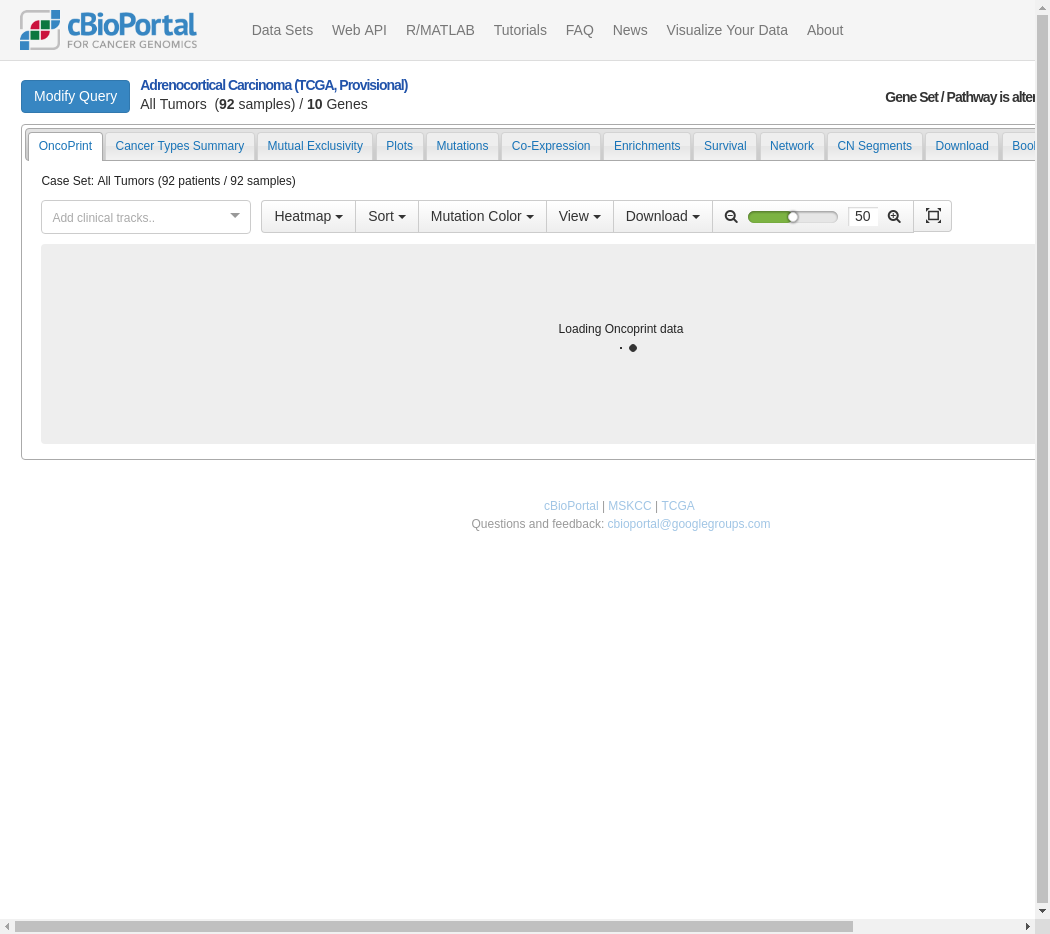 cBioPortal
FOR CANCER GENOMICS
Data Sets Web API R/MATLAB Tutorials FAQ News Visualize Your Data About
Modify Query
Adrenocortical Carcinoma (TCGA, Provisional)
All Tumors (92 samples) / 10 Genes
Gene Set / Pathway is alter
OncoPrint Cancer Types Summary Mutual Exclusivity Plots Mutations Co-Expression Enrichments Survival Network CN Segments Download Boo
Case Set: All Tumors (92 patients / 92 samples)
Add clinical tracks.. Heatmap Sort Mutation Color View Download 50
Loading Oncoprint data
cBioPortal | MSKCC | TCGA
Questions and feedback: cbioportal@googlegroups.com